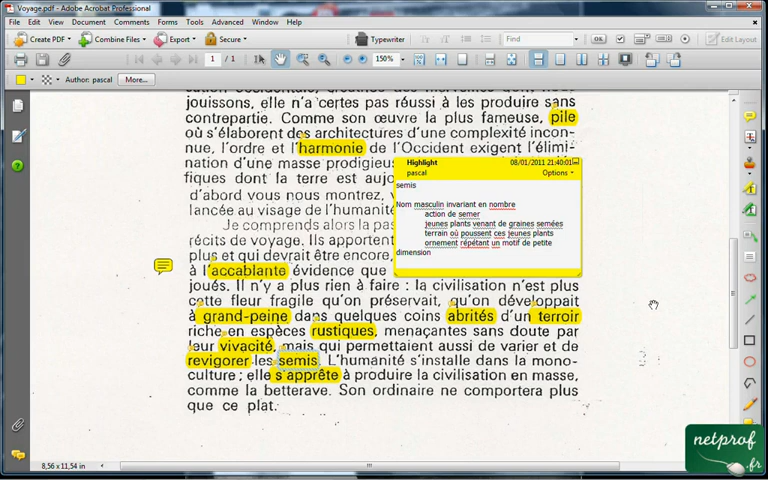 Voyage.pdf - Adobe Acrobat Professional
File Edit View Document Comments Forms Tools Advanced Window Help
Create PDF Combine Files Export Secure Typewriter Find OK Edit Layout
1 / 1 150%
Author: pascal More...
jouissons, elle n'a certes pas réussi à les produire sans
contrepartie. Comme son œuvre la plus fameuse, pile
où s'élaborent des architectures d'une complexité incon-
nue, l'ordre et l'harmonie de l'Occident exigent l'élimi-
nation d'une masse prodigieus
fiques dont la terre est aujo
d'abord vous nous montrez, v
lancée au visage de l'humanité
Je comprends alors la pas
récits de voyage. Ils apportent
plus et qui devrait être encore,
à l'accablante évidence que
joués. Il n'y a plus rien à faire : la civilisation n'est plus
cette fleur fragile qu'on préservait, qu'on développait
à grand-peine dans quelques coins abrités d'un terroir
riche en espèces rustiques, menaçantes sans doute par
leur vivacité, mais qui permettaient aussi de varier et de
revigorer les semis. L'humanité s'installe dans la mono-
culture ; elle s'apprête à produire la civilisation en masse,
comme la betterave. Son ordinaire ne comportera plus
que ce plat.
Highlight 08/01/2011 21:40:01
pascal Options
semis
Nom masculin invariant en nombre
action de semer
jeunes plants venant de graines semées
terrain où poussent ces jeunes plants
ornement répétant un motif de petite
dimension
8,56 x 11,54 in
netprof
.fr